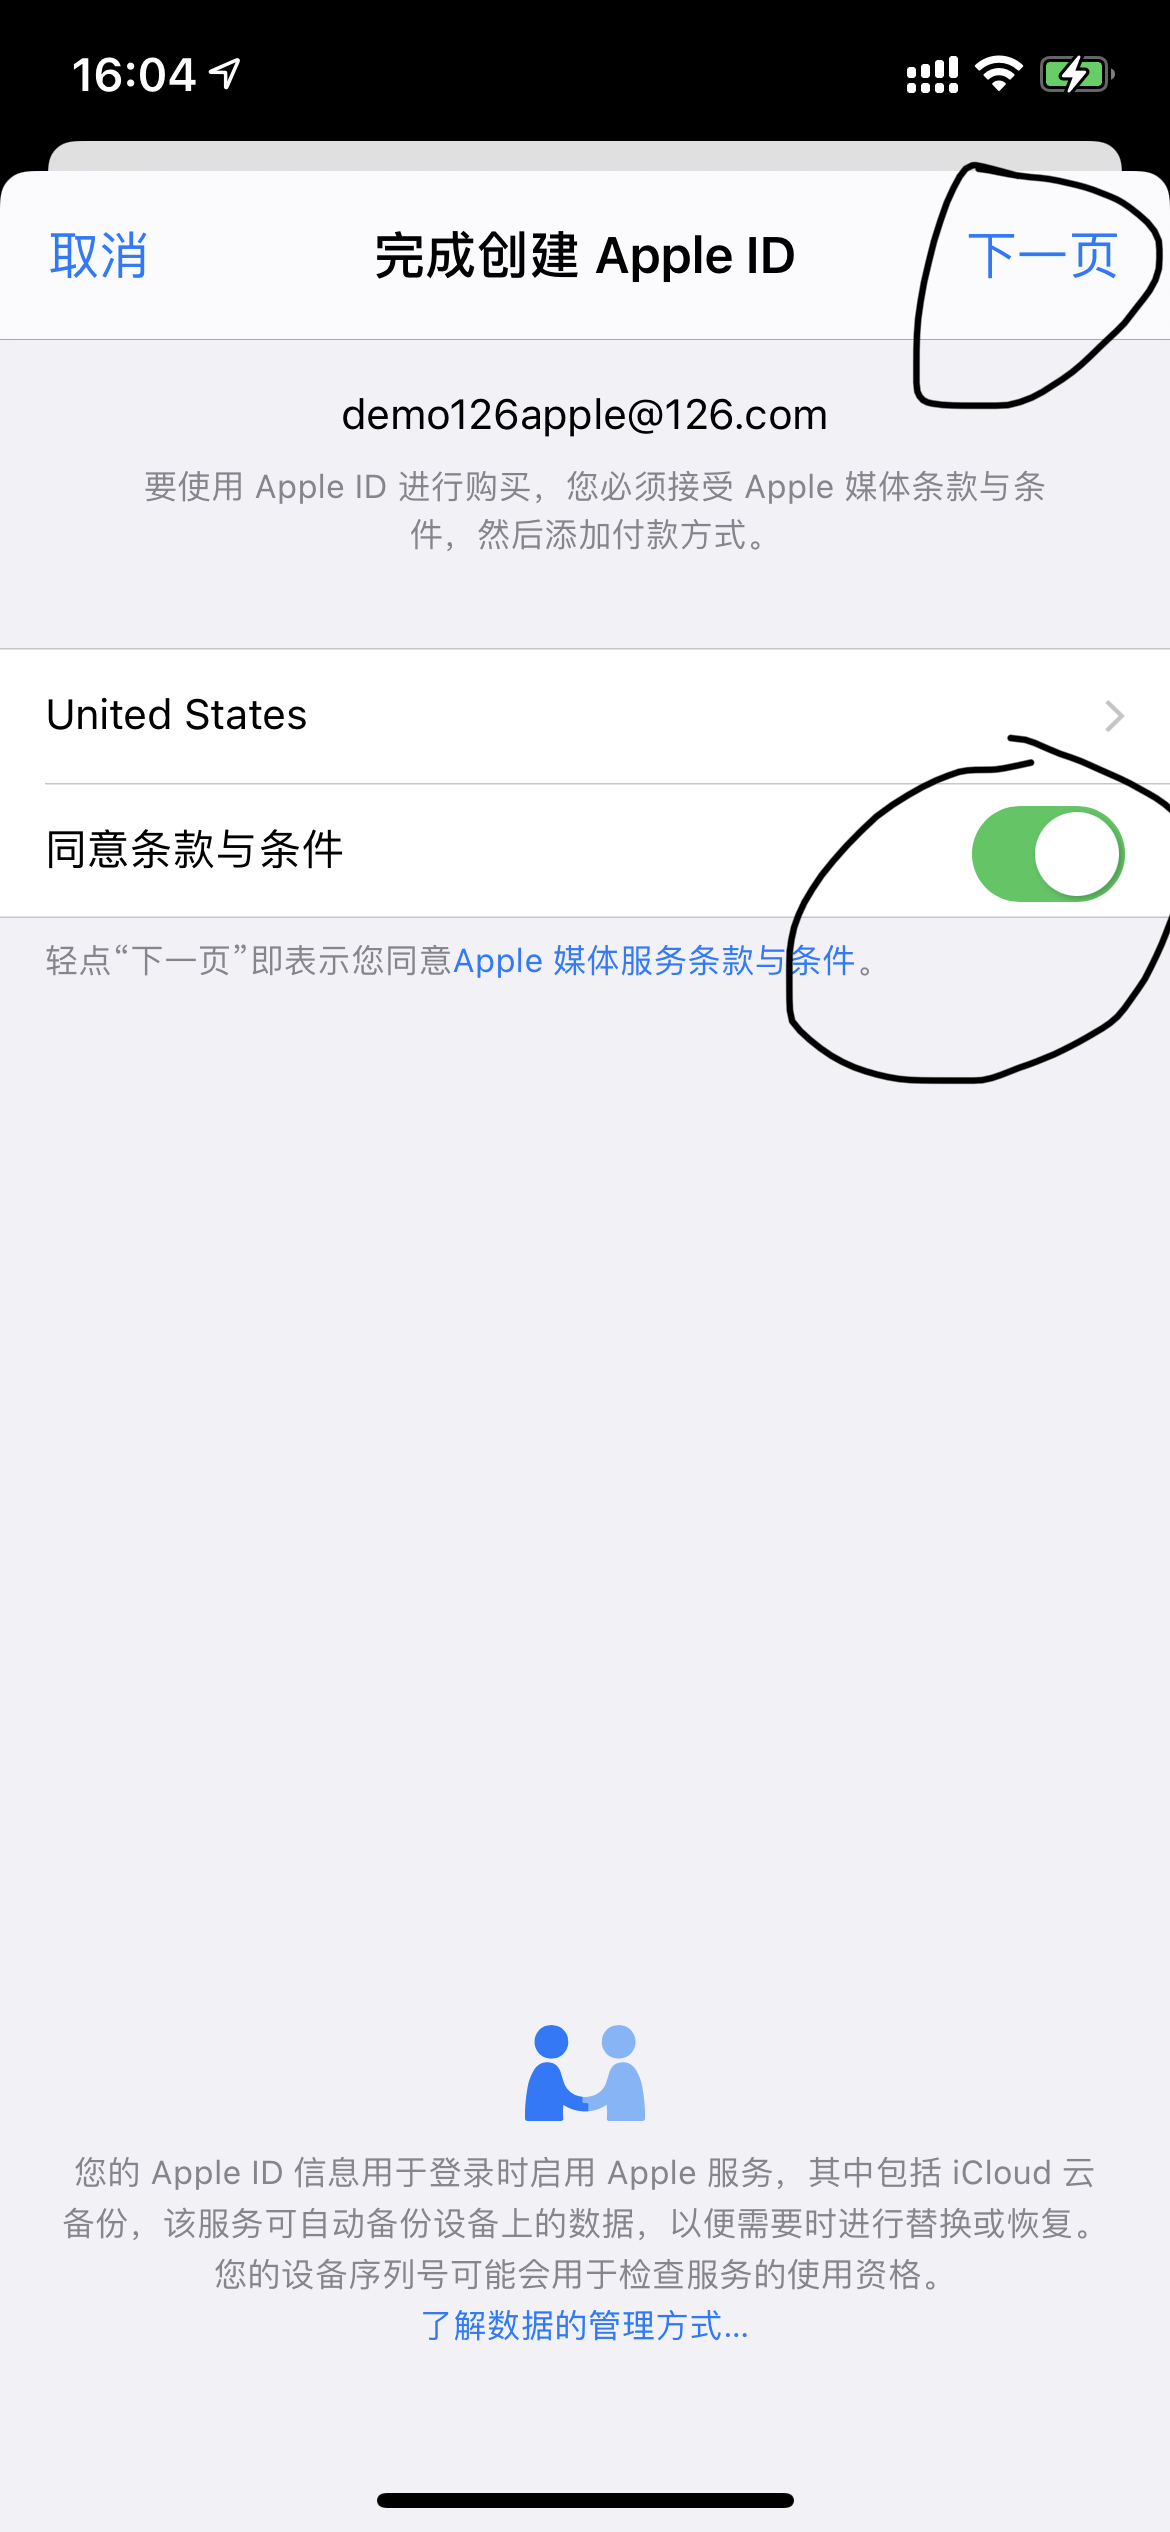 16:04
取消 完成创建 Apple ID 下一页
demo126apple@126.com
要使用 Apple ID 进行购买，您必须接受 Apple 媒体条款与条
件，然后添加付款方式。
United States
同意条款与条件
轻点“下一页”即表示您同意Apple 媒体服务条款与条件。
您的 Apple ID 信息用于登录时启用 Apple 服务，其中包括 iCloud 云
备份，该服务可自动备份设备上的数据，以便需要时进行替换或恢复。
您的设备序列号可能会用于检查服务的使用资格。
了解数据的管理方式...